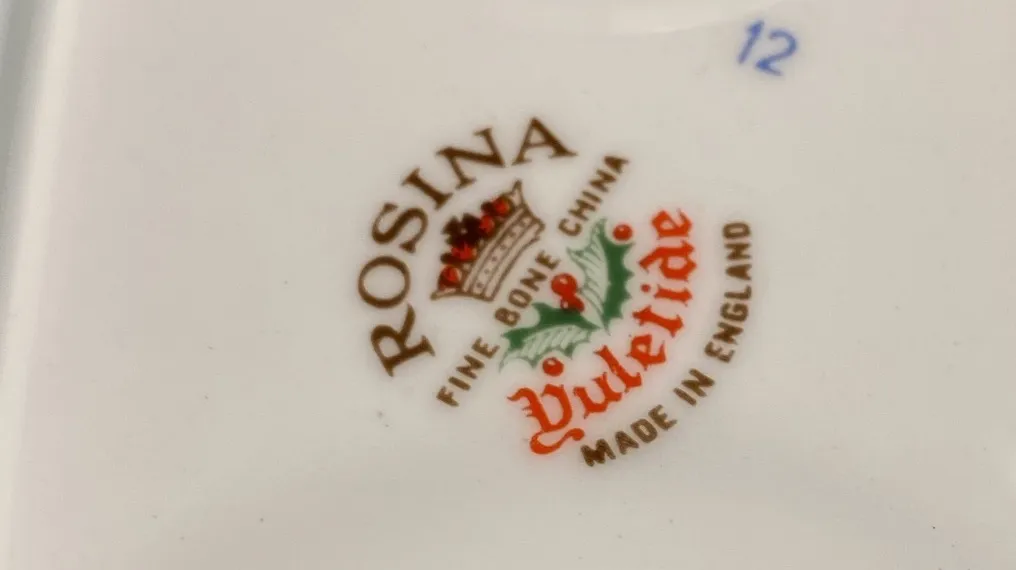 12
ROSINA
FINE BONE CHINA
Yuletide
MADE IN ENGLAND